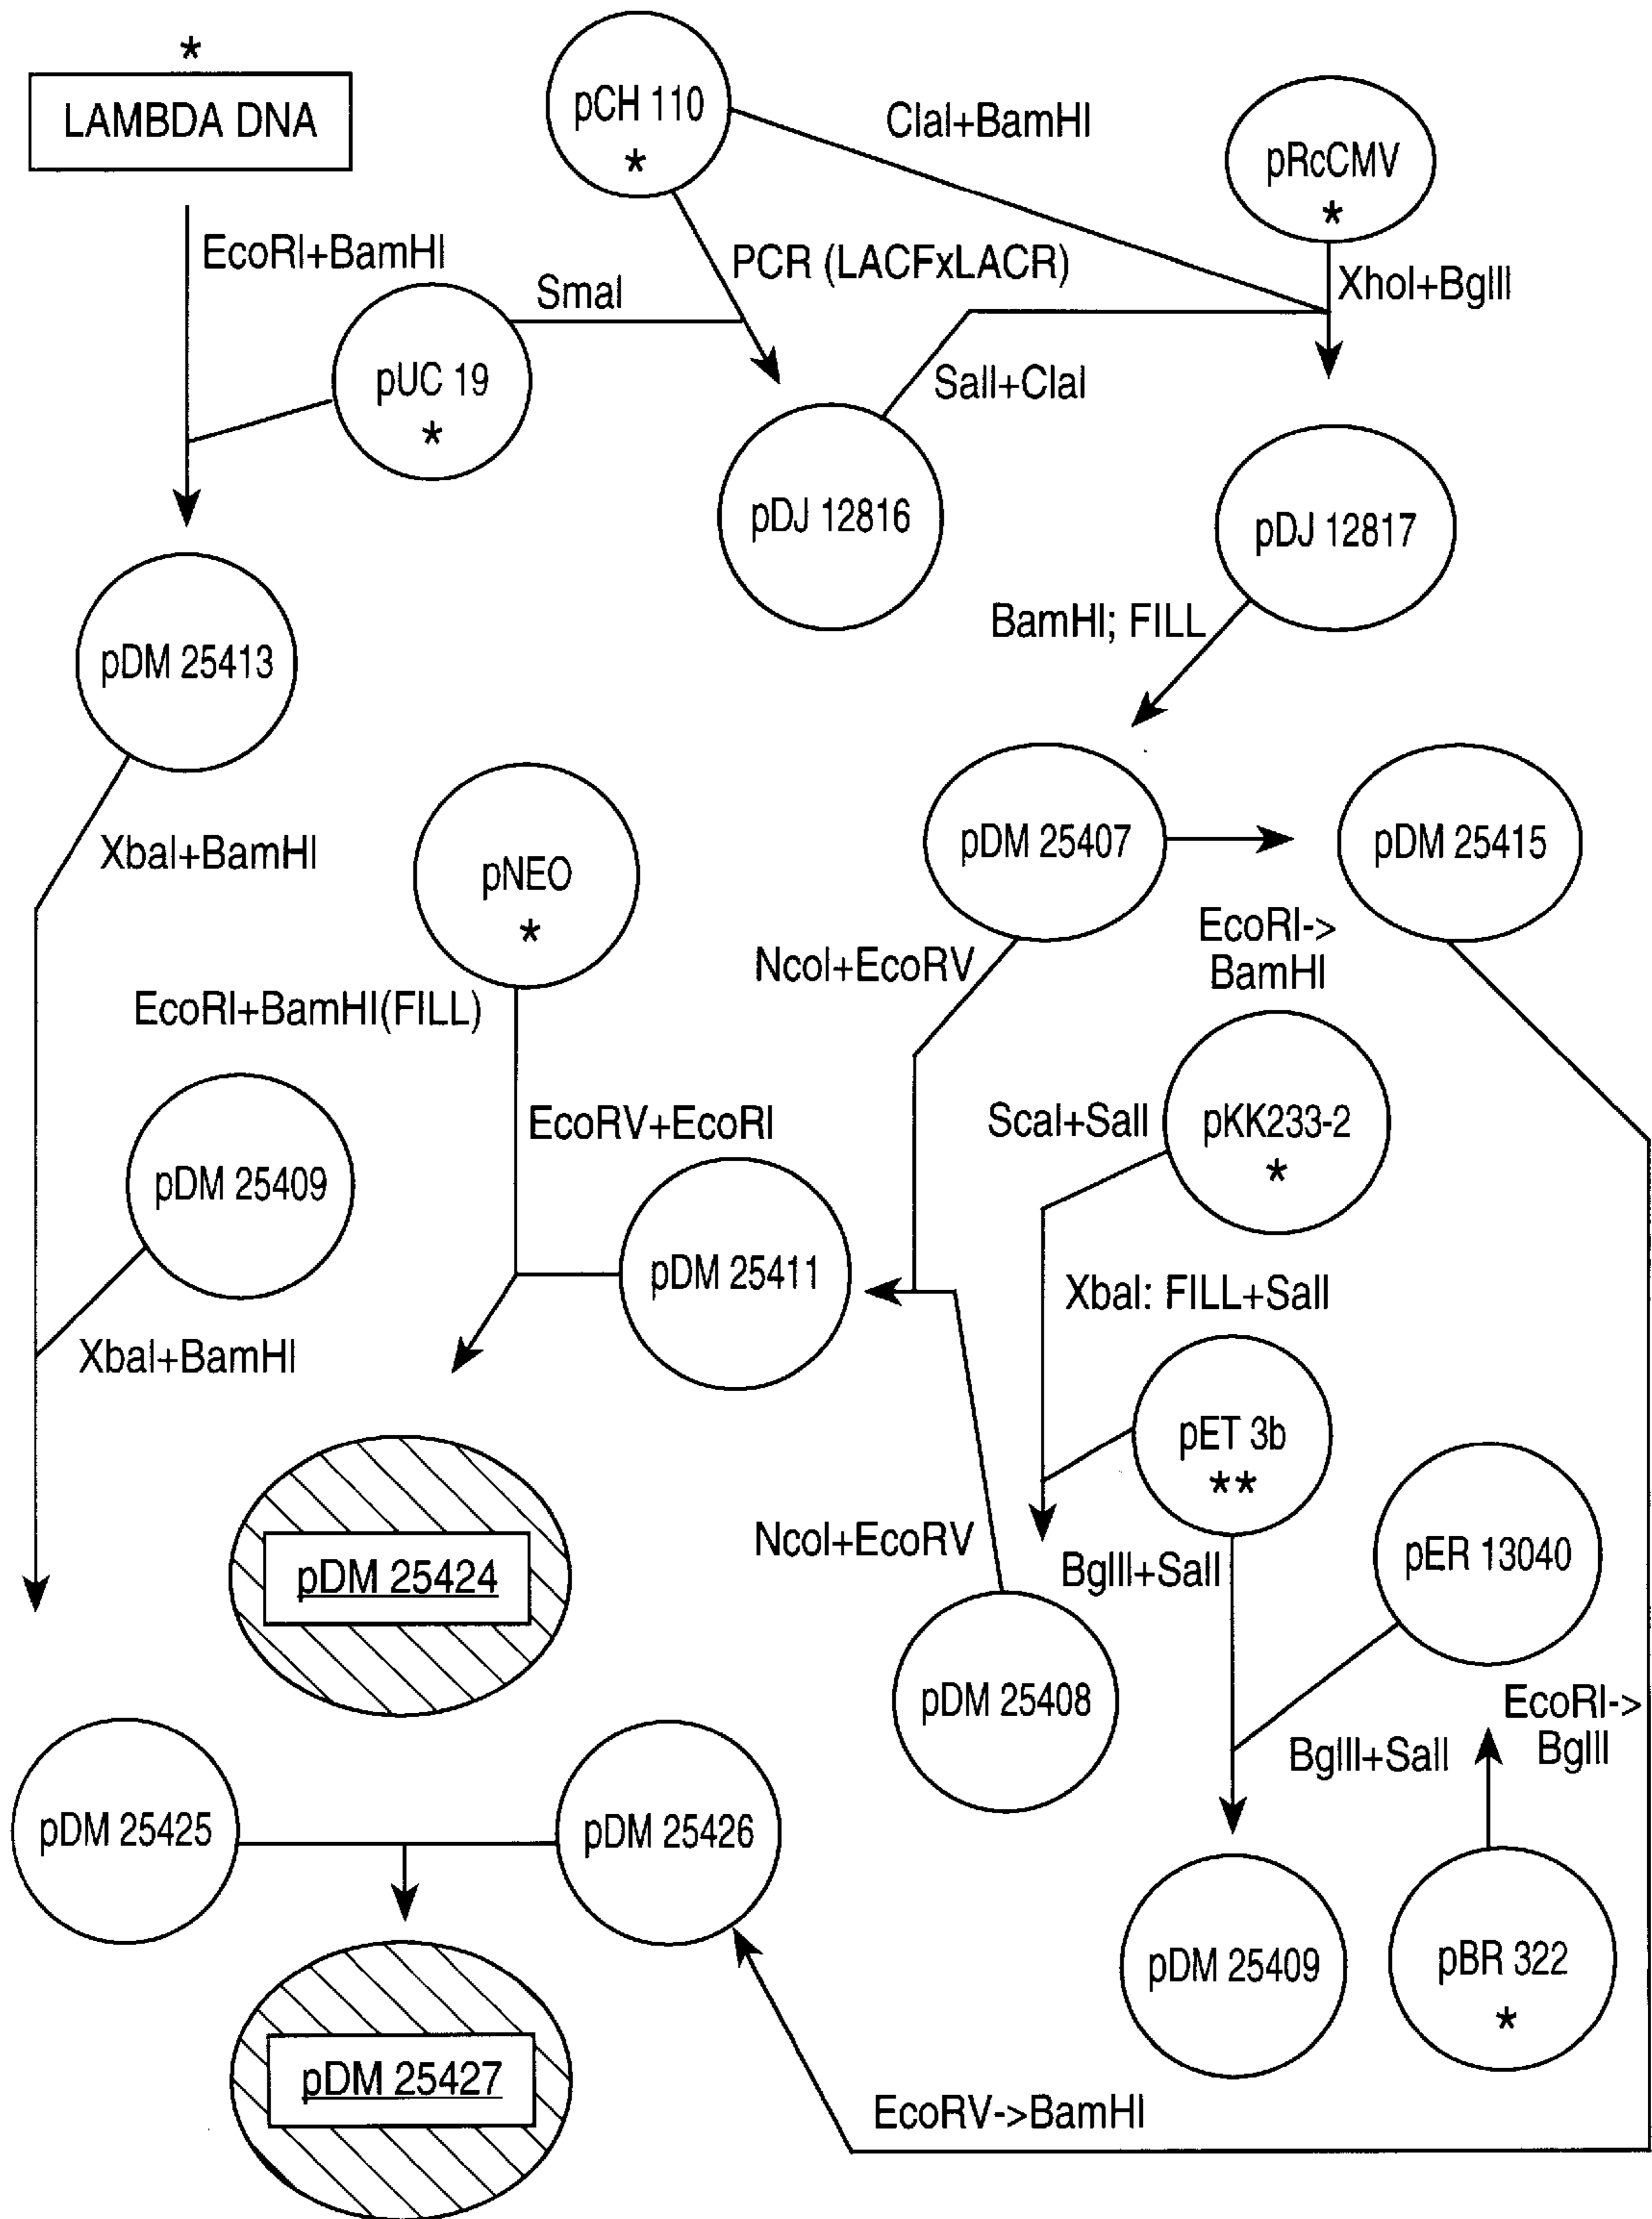 *
LAMBDA DNA
pCH 110
*
ClaI+BamHI
pRcCMV
*
EcoRI+BamHI
PCR (LACFxLACR)
XhoI+BglII
SmaI
pUC 19
*
SalI+ClaI
pDJ 12816
pDJ 12817
BamHI; FILL
pDM 25413
pDM 25407
pDM 25415
XbaI+BamHI
pNEO
*
EcoRI->
BamHI
NcoI+EcoRV
EcoRI+BamHI(FILL)
EcoRV+EcoRI
ScaI+SalI
pKK233-2
*
pDM 25409
pDM 25411
XbaI: FILL+SalI
XbaI+BamHI
pET 3b
**
NcoI+EcoRV
BglII+SalI
pER 13040
pDM 25424
pDM 25408
EcoRI->
BglII
BglII+SalI
pDM 25425
pDM 25426
pDM 25409
pBR 322
*
pDM 25427
EcoRV->BamHI